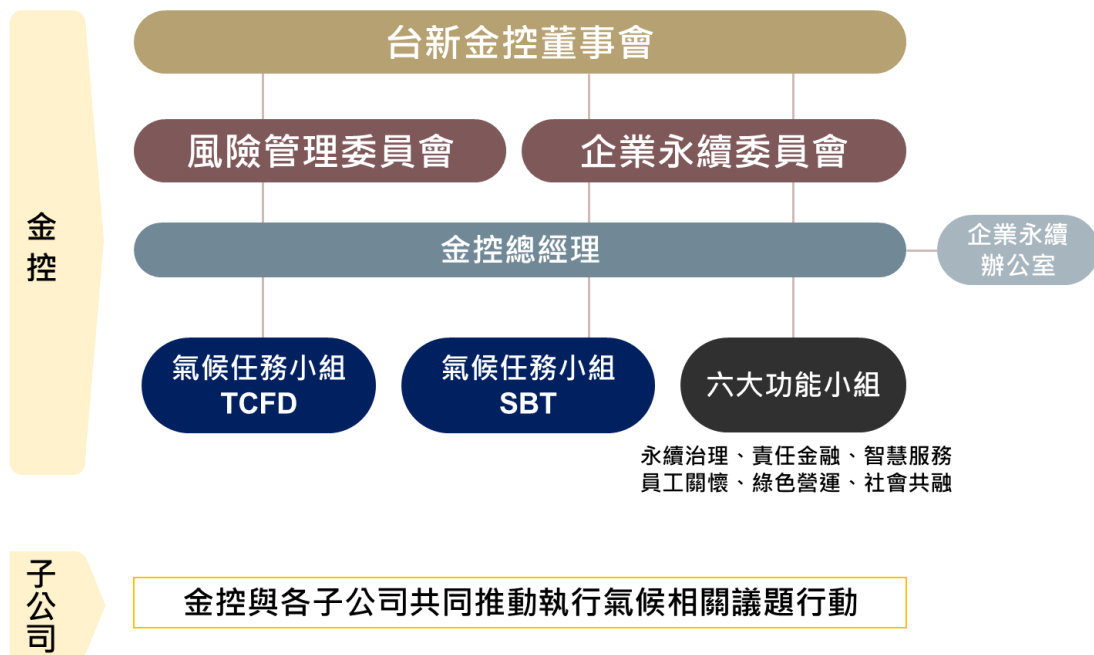 台新金控董事會
風險管理委員會
企業永續委員會
金控
金控總經理
企業永續
辦公室
氣候任務小組
TCFD
氣候任務小組
SBT
六大功能小組
永續治理、責任金融、智慧服務
員工關懷、綠色營運、社會共融
子公司
金控與各子公司共同推動執行氣候相關議題行動